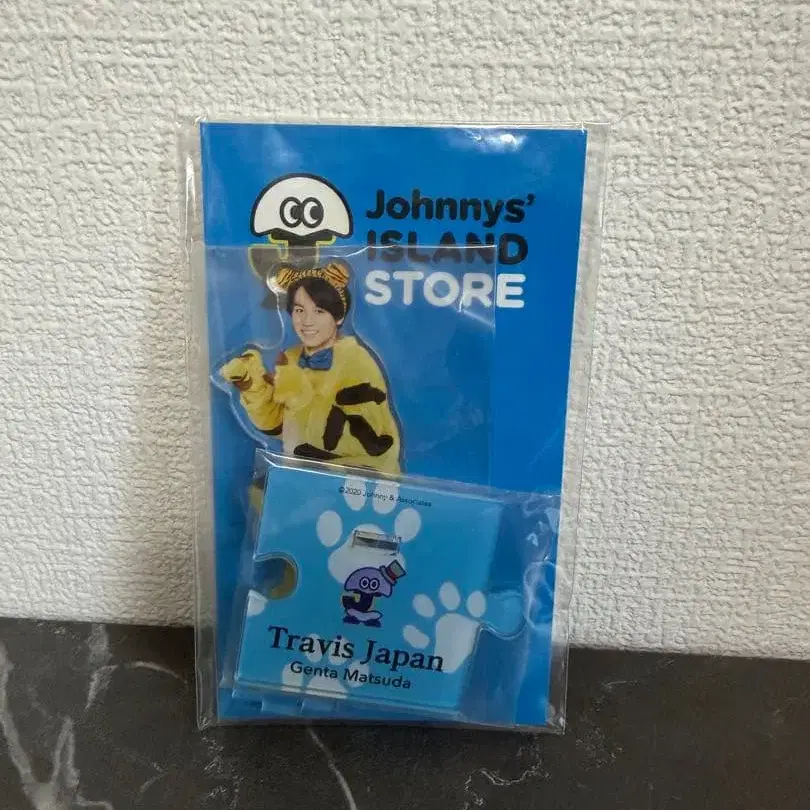 Johnnys'
ISLAND
STORE
©2020 Johnny & Associates
Travis Japan
Genta Matsuda